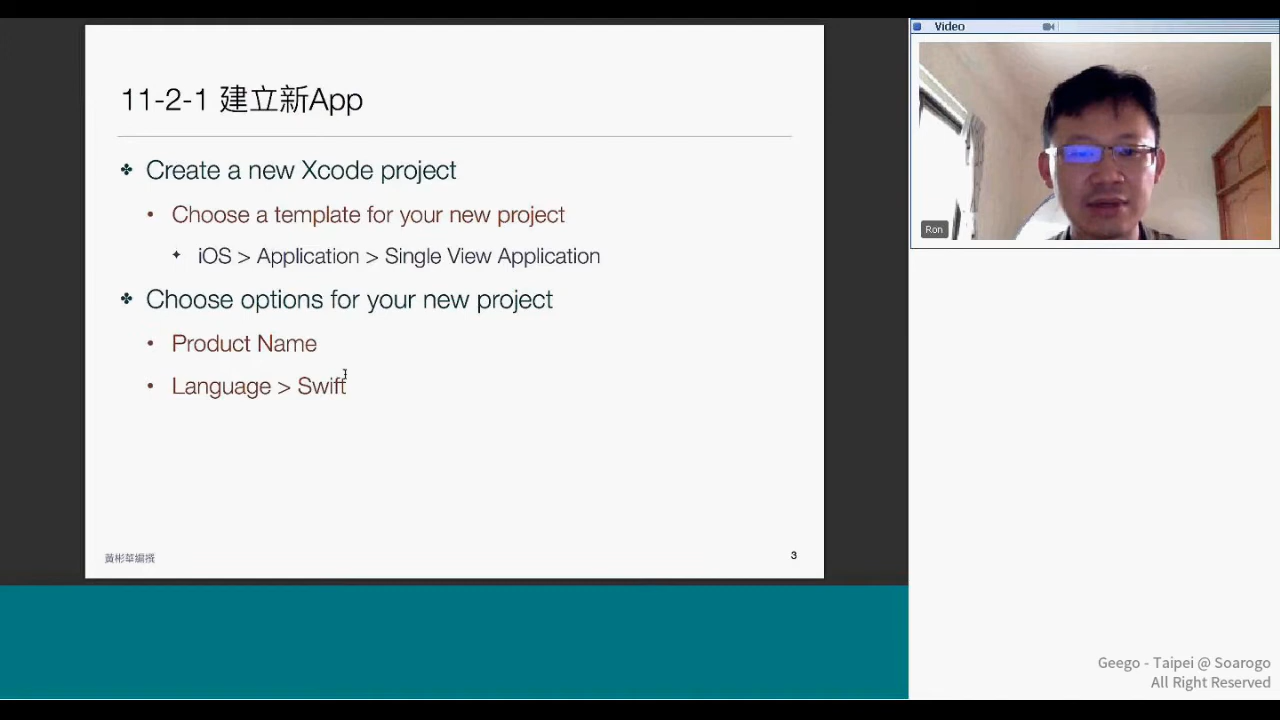 11-2-1 建立新App
Create a new Xcode project
Choose a template for your new project
iOS > Application > Single View Application
Choose options for your new project
Product Name
Language > Swift
黃彬華編撰
3
Video
Ron
Geego - Taipei @ Soarogo
All Right Reserved